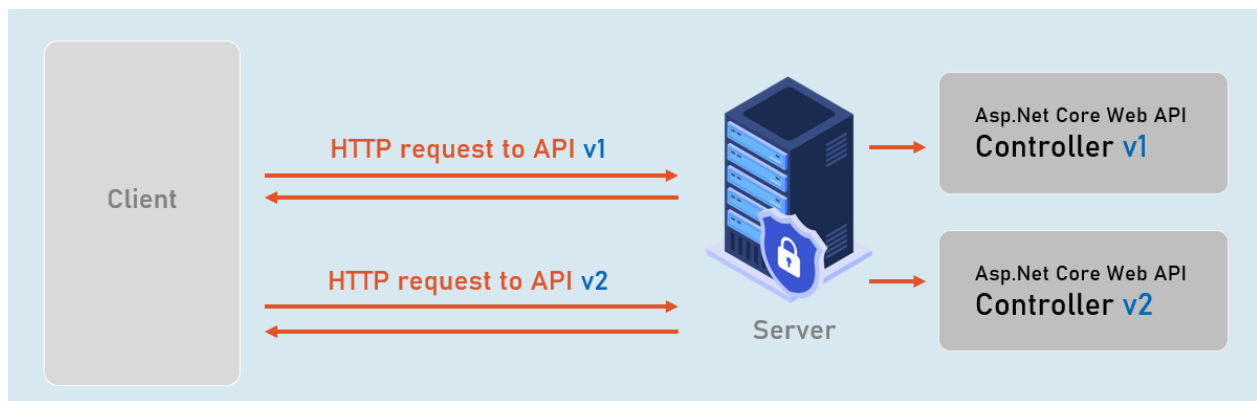 Client
HTTP request to API v1
HTTP request to API v2
Server
Asp.Net Core Web API
Controller v1
Asp.Net Core Web API
Controller v2